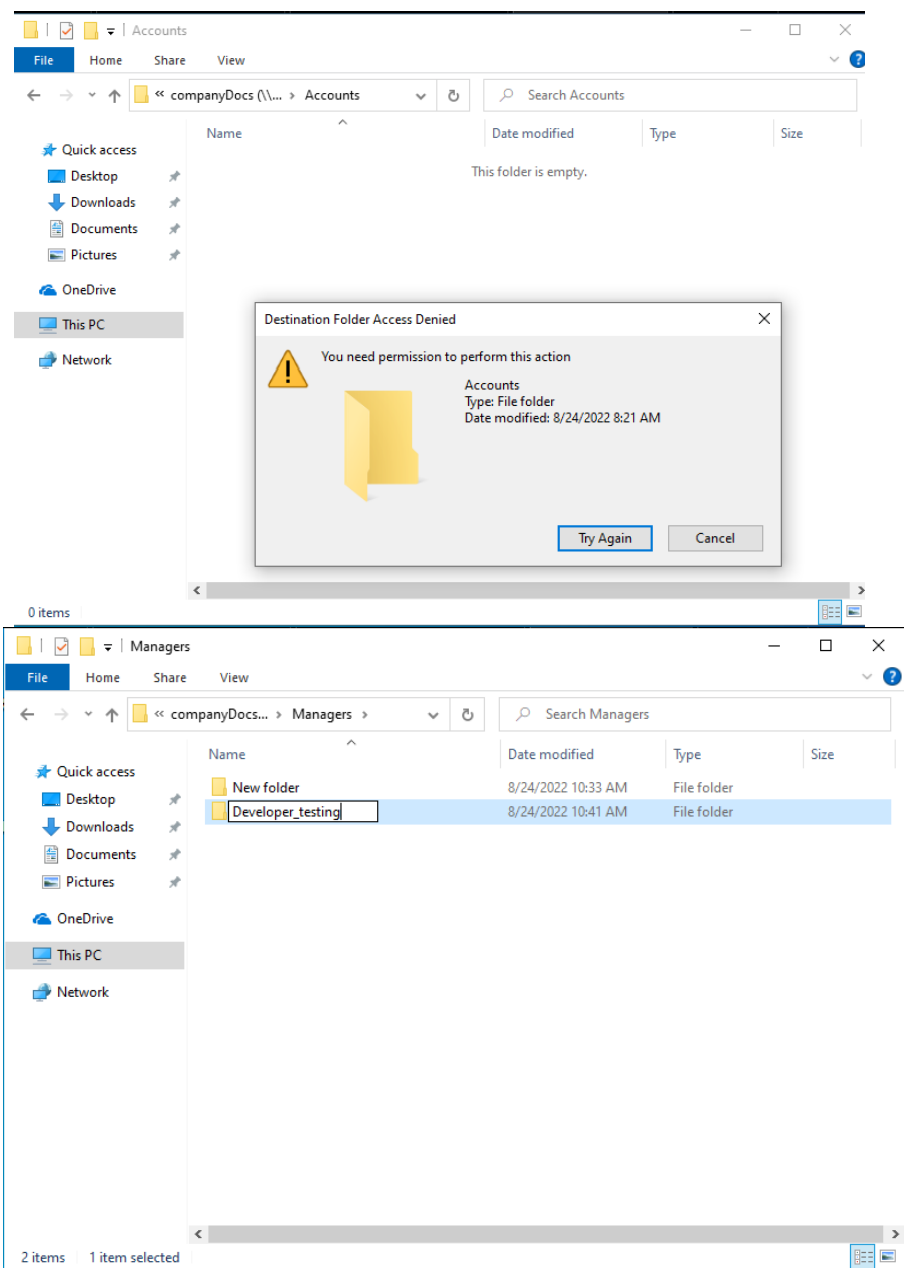 Accounts
File Home Share View
« companyDocs (\\... > Accounts
Search Accounts
Name Date modified Type Size
This folder is empty.
Quick access
Desktop
Downloads
Documents
Pictures
OneDrive
This PC
Network
Destination Folder Access Denied
You need permission to perform this action
Accounts
Type: File folder
Date modified: 8/24/2022 8:21 AM
Try Again Cancel
0 items
Managers
File Home Share View
« companyDocs... > Managers >
Search Managers
Name Date modified Type Size
Quick access
Desktop
Downloads
Documents
Pictures
OneDrive
This PC
Network
New folder 8/24/2022 10:33 AM File folder
Developer_testing 8/24/2022 10:41 AM File folder
2 items 1 item selected